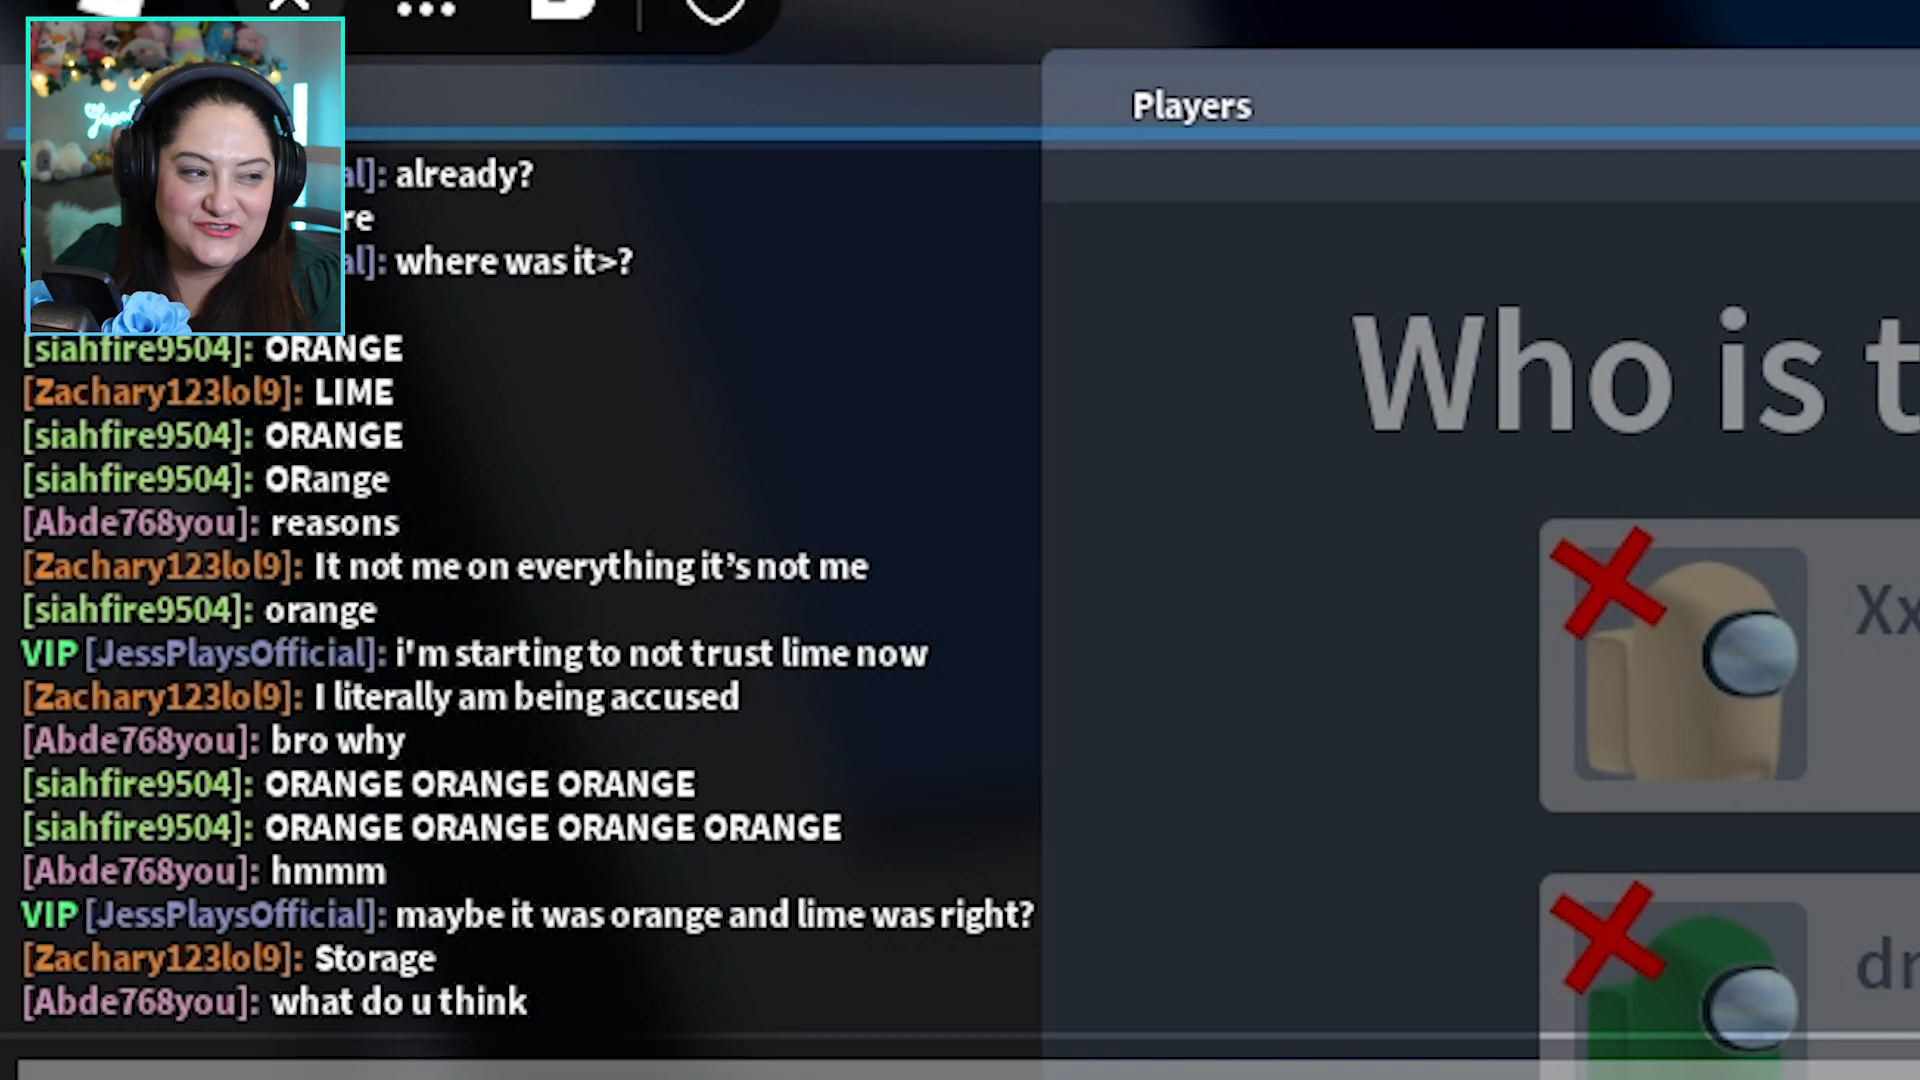 Players
al]: already?
re
al]: where was it>?
[siahfire9504]: ORANGE
[Zachary123lol9]: LIME
[siahfire9504]: ORANGE
[siahfire9504]: ORange
[Abde768you]: reasons
[Zachary123lol9]: It not me on everything it’s not me
[siahfire9504]: orange
VIP [JessPlaysOfficial]: i'm starting to not trust lime now
[Zachary123lol9]: I literally am being accused
[Abde768you]: bro why
[siahfire9504]: ORANGE ORANGE ORANGE
[siahfire9504]: ORANGE ORANGE ORANGE ORANGE
[Abde768you]: hmmm
VIP [JessPlaysOfficial]: maybe it was orange and lime was right?
[Zachary123lol9]: Storage
[Abde768you]: what do u think
Who is t
Xx
dr